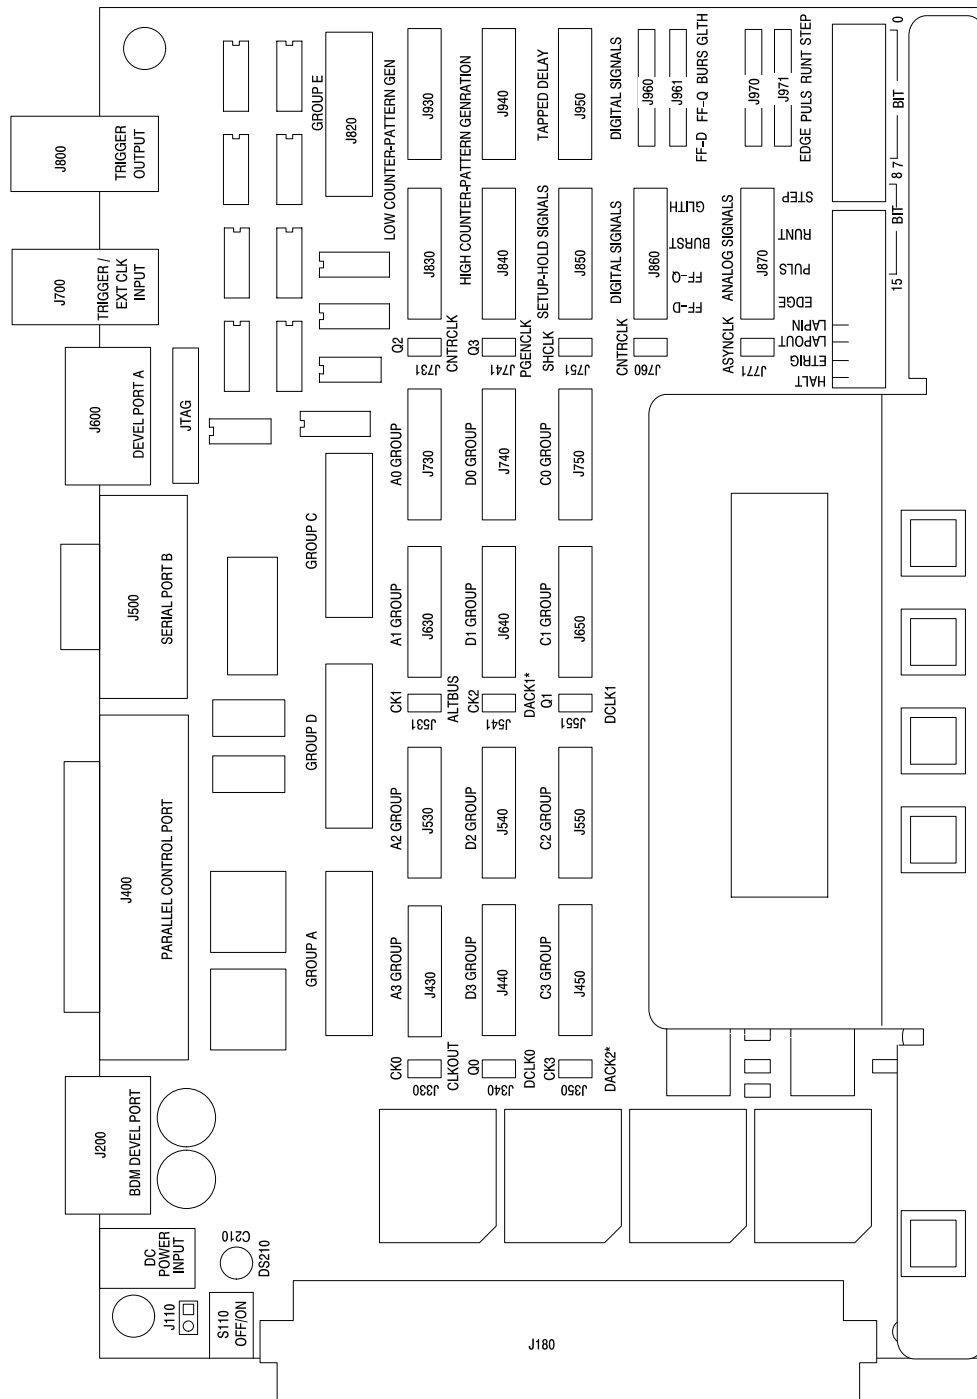 J800
TRIGGER
OUTPUT
J700
TRIGGER /
EXT CLK
INPUT
J600
DEVEL PORT A
JTAG
J500
SERIAL PORT B
J400
PARALLEL CONTROL PORT
J200
BDM DEVEL PORT
DC
POWER
INPUT
C210
DS210
J110
S110
OFF/ON
J180
GROUP E
J820
GROUP C
GROUP D
GROUP A
LOW COUNTER-PATTERN GEN
J930
J830
Q2
J731
CNTRCLK
A0 GROUP
J730
A1 GROUP
J630
CK1
J531
ALTBUS
A2 GROUP
J530
A3 GROUP
J430
CK0
J330
CLKOUT
HIGH COUNTER-PATTERN GENRATION
J940
J840
Q3
J741
PGENCLK
D0 GROUP
J740
D1 GROUP
J640
CK2
J541
DACK1*
D2 GROUP
J540
D3 GROUP
J440
Q0
J340
DCLK0
TAPPED DELAY
J950
SETUP-HOLD SIGNALS
J850
SHCLK
J751
C0 GROUP
J750
C1 GROUP
J650
Q1
J551
DCLK1
C2 GROUP
J550
C3 GROUP
J450
CK3
J350
DACK2*
DIGITAL SIGNALS
J960
J961
FF-D FF-Q BURS GLTH
DIGITAL SIGNALS
J860
FF-D
FF-Q
BURST
GLITH
CNTRCLK
J760
J970
J971
EDGE PULS RUNT STEP
ANALOG SIGNALS
J870
EDGE
PULS
RUNT
STEP
ASYNCLK
J771
HALT
ETRIG
LAPOUT
LAPIN
15 BIT 8 7 BIT 0